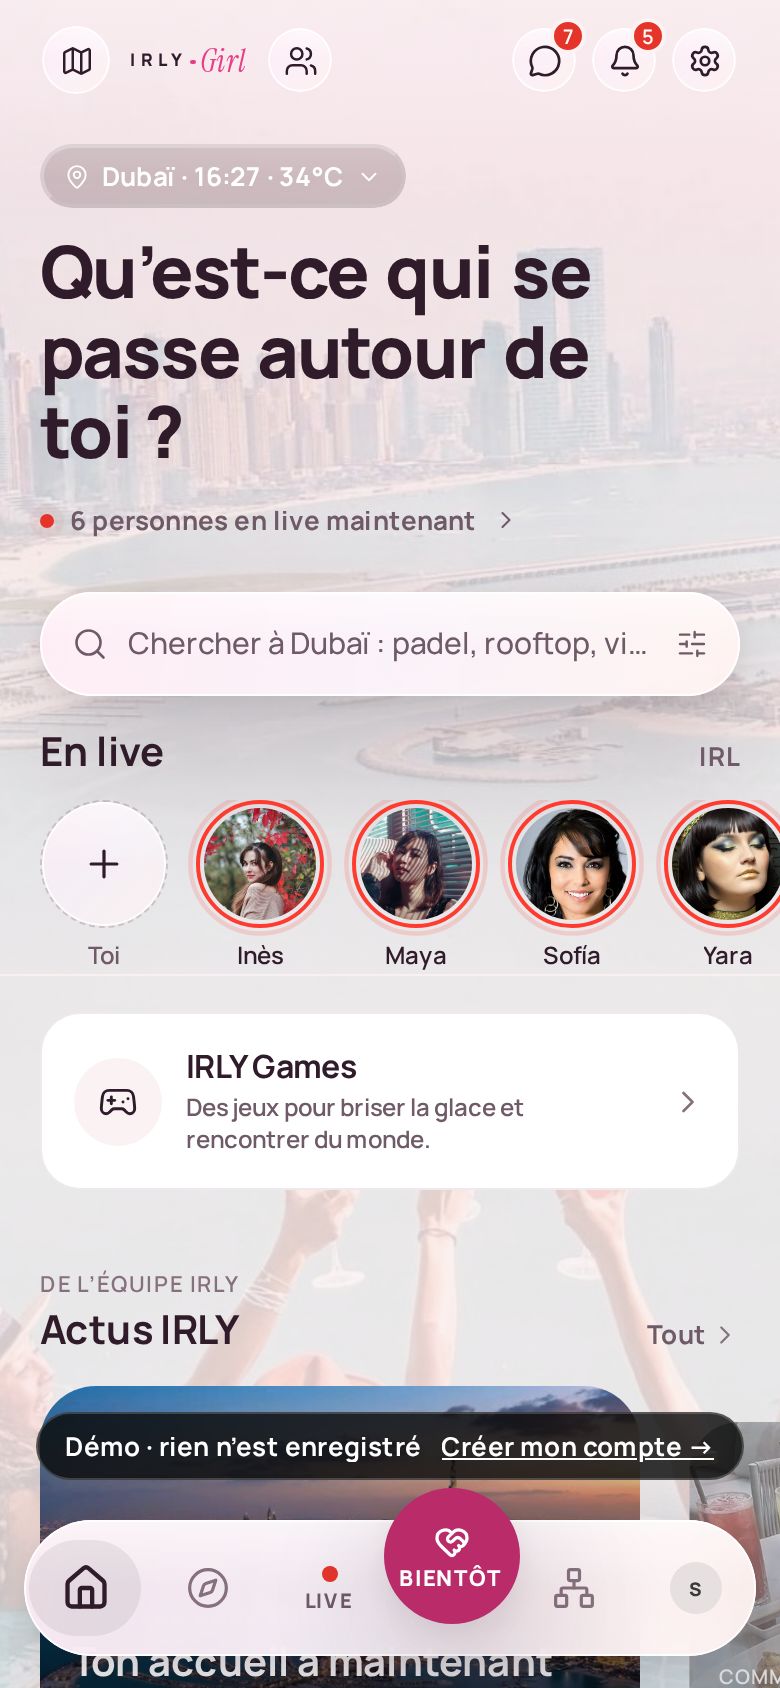 IRLY·Girl
7
5
Dubaï · 16:27 · 34°C
Qu’est-ce qui se
passe autour de
toi ?
6 personnes en live maintenant
Chercher à Dubaï : padel, rooftop, vi…
En live
IRL
Toi
Inès
Maya
Sofía
Yara
IRLY Games
Des jeux pour briser la glace et
rencontrer du monde.
DE L’ÉQUIPE IRLY
Actus IRLY
Tout
Démo · rien n’est enregistré Créer mon compte →
BIENTÔT
LIVE
S
Ton accueil a maintenant